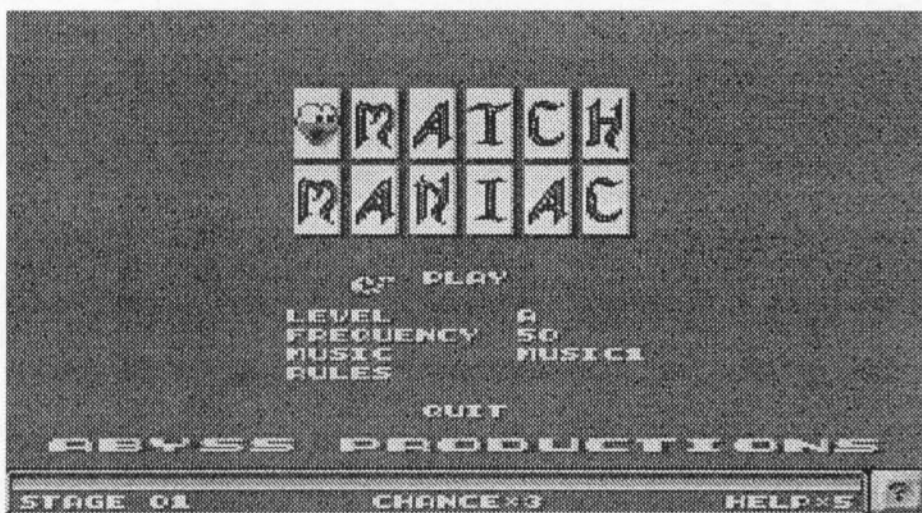 MATCH
MANIAC
PLAY
LEVEL A
FREQUENCY 50
MUSIC MUSIC1
RULES
QUIT
ABYSS PRODUCTIONS
STAGE 01 CHANCE×3 HELP×5 ?